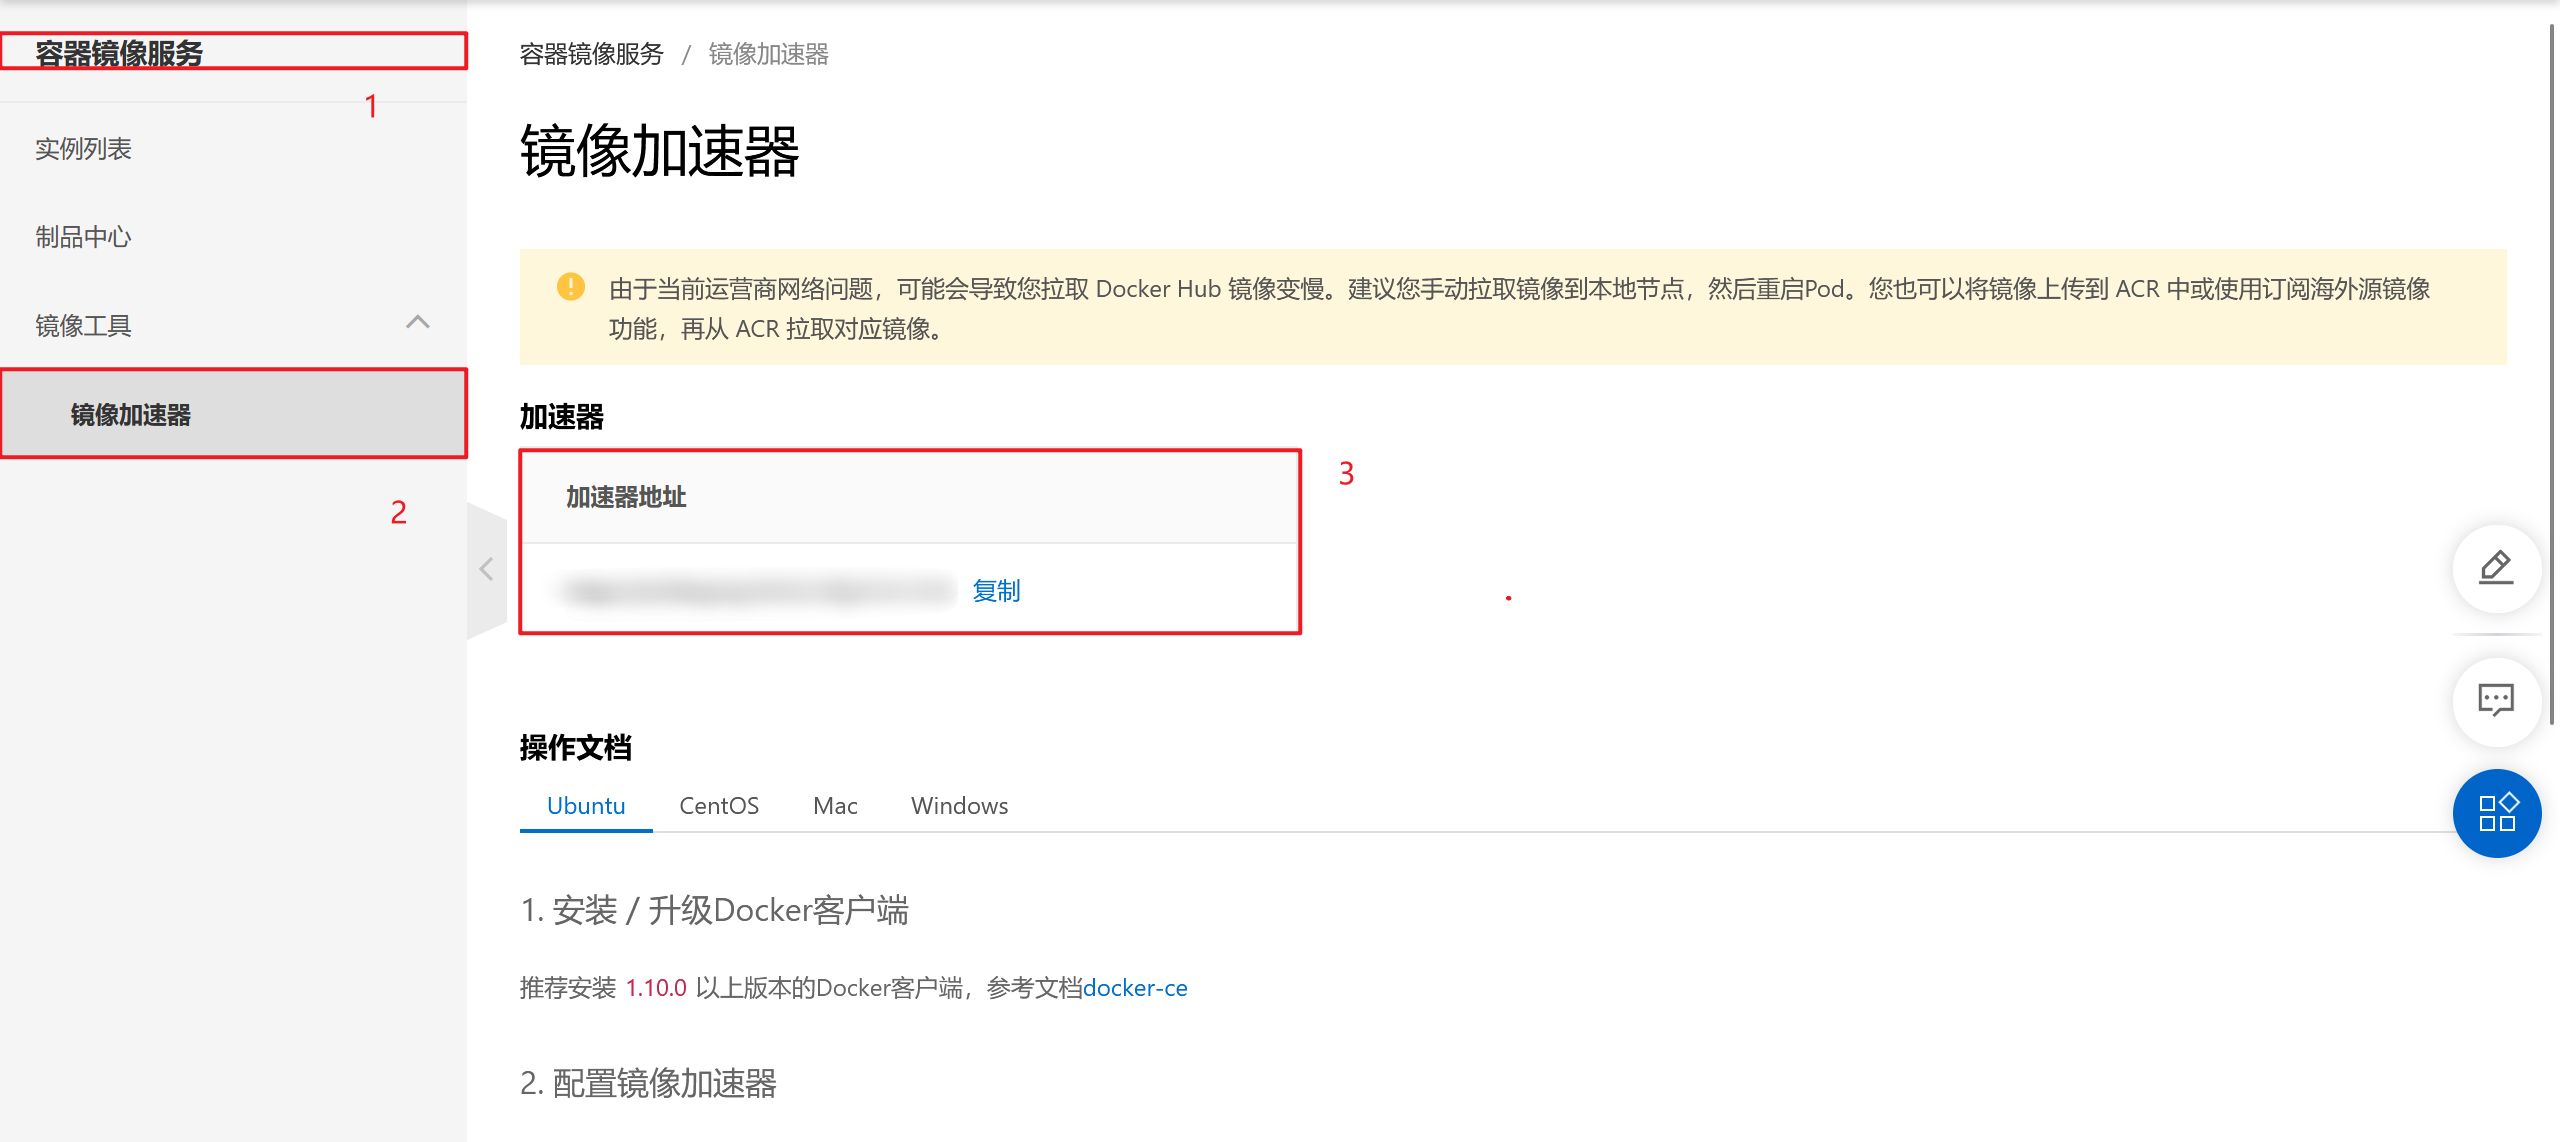 容器镜像服务
1
实例列表
制品中心
镜像工具
镜像加速器
2
容器镜像服务 / 镜像加速器
镜像加速器
由于当前运营商网络问题，可能会导致您拉取 Docker Hub 镜像变慢。建议您手动拉取镜像到本地节点，然后重启Pod。您也可以将镜像上传到 ACR 中或使用订阅海外源镜像
功能，再从 ACR 拉取对应镜像。
加速器
3
加速器地址
复制
操作文档
Ubuntu CentOS Mac Windows
1. 安装 / 升级Docker客户端
推荐安装 1.10.0 以上版本的Docker客户端，参考文档docker-ce
2. 配置镜像加速器